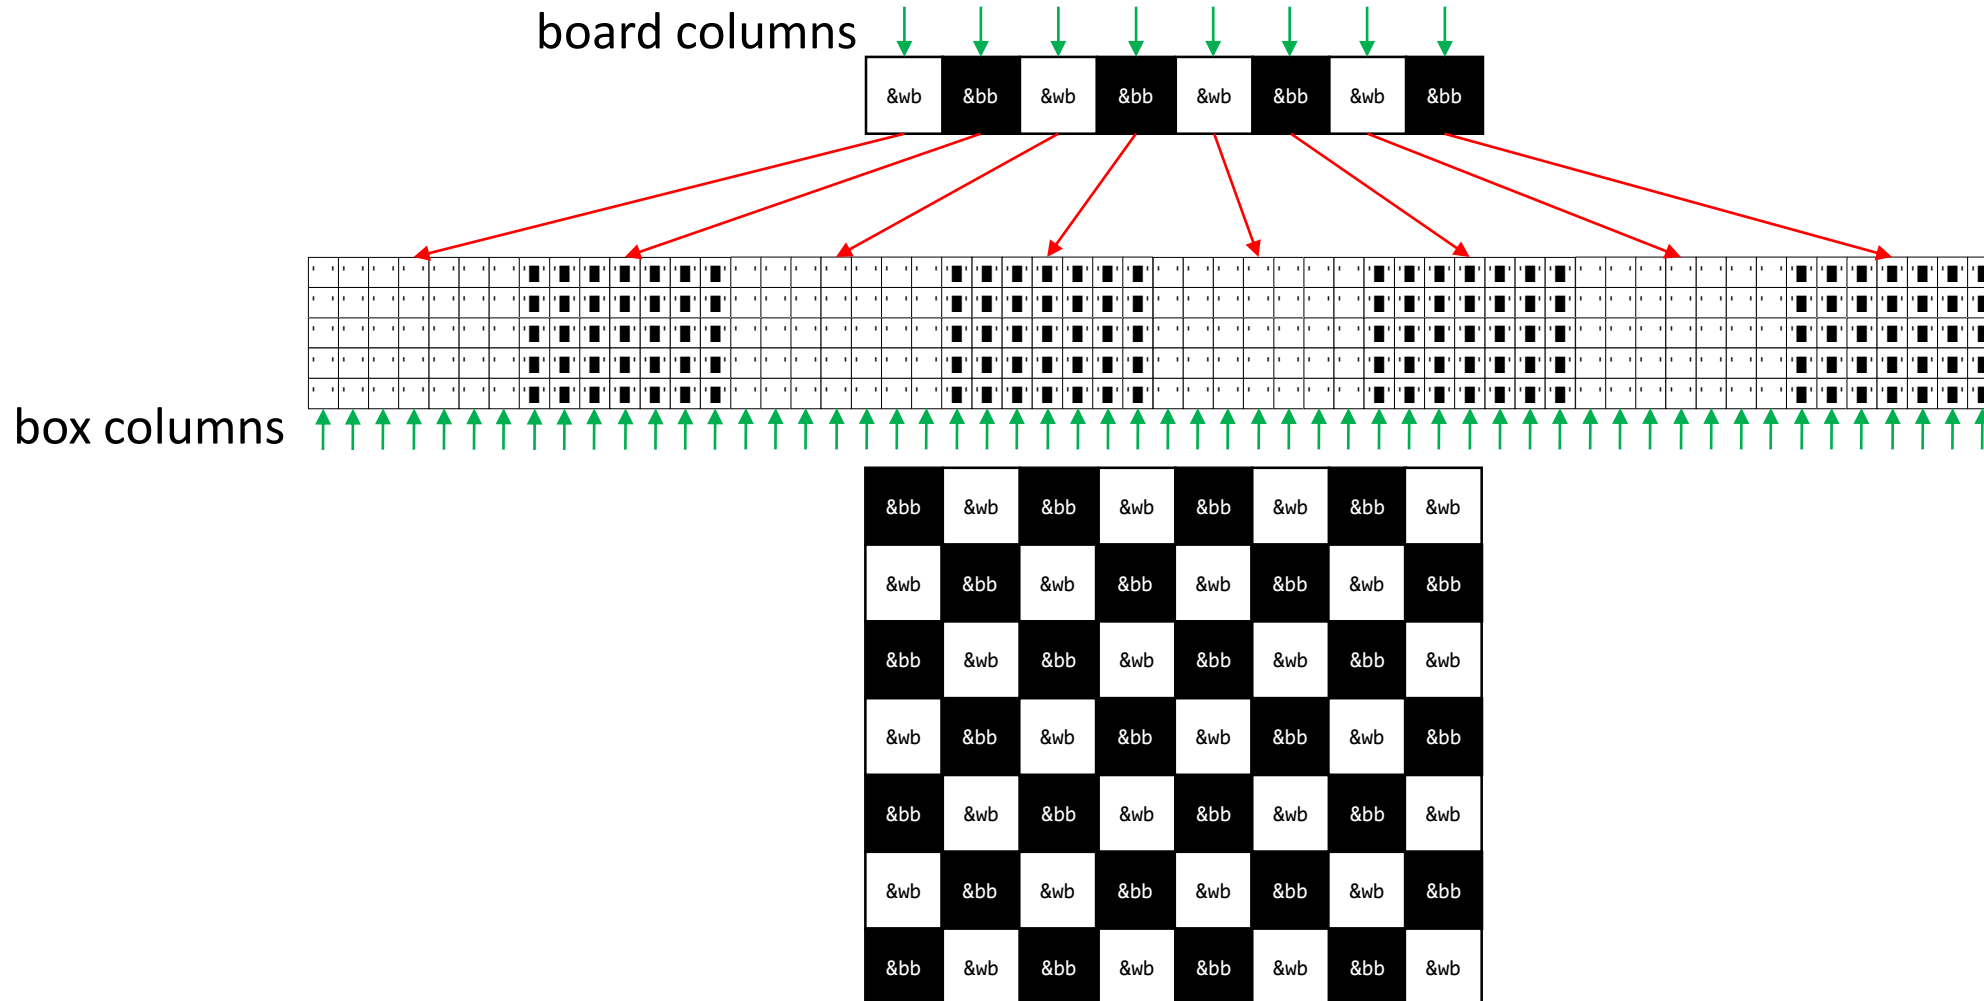 board columns
&wb &bb &wb &bb &wb &bb &wb &bb
' ' ' ' ' ' ' ' ' ' ' ' ' ' '█' '█' '█' '█' '█' '█' '█' ' ' ' ' ' ' ' ' ' ' ' ' ' ' '█' '█' '█' '█' '█' '█' '█' ' ' ' ' ' ' ' ' ' ' ' ' ' ' '█' '█' '█' '█' '█' '█' '█' ' ' ' ' ' ' ' ' ' ' ' ' ' ' '█' '█' '█' '█' '█' '█' '█'
' ' ' ' ' ' ' ' ' ' ' ' ' ' '█' '█' '█' '█' '█' '█' '█' ' ' ' ' ' ' ' ' ' ' ' ' ' ' '█' '█' '█' '█' '█' '█' '█' ' ' ' ' ' ' ' ' ' ' ' ' ' ' '█' '█' '█' '█' '█' '█' '█' ' ' ' ' ' ' ' ' ' ' ' ' ' ' '█' '█' '█' '█' '█' '█' '█'
' ' ' ' ' ' ' ' ' ' ' ' ' ' '█' '█' '█' '█' '█' '█' '█' ' ' ' ' ' ' ' ' ' ' ' ' ' ' '█' '█' '█' '█' '█' '█' '█' ' ' ' ' ' ' ' ' ' ' ' ' ' ' '█' '█' '█' '█' '█' '█' '█' ' ' ' ' ' ' ' ' ' ' ' ' ' ' '█' '█' '█' '█' '█' '█' '█'
' ' ' ' ' ' ' ' ' ' ' ' ' ' '█' '█' '█' '█' '█' '█' '█' ' ' ' ' ' ' ' ' ' ' ' ' ' ' '█' '█' '█' '█' '█' '█' '█' ' ' ' ' ' ' ' ' ' ' ' ' ' ' '█' '█' '█' '█' '█' '█' '█' ' ' ' ' ' ' ' ' ' ' ' ' ' ' '█' '█' '█' '█' '█' '█' '█'
' ' ' ' ' ' ' ' ' ' ' ' ' ' '█' '█' '█' '█' '█' '█' '█' ' ' ' ' ' ' ' ' ' ' ' ' ' ' '█' '█' '█' '█' '█' '█' '█' ' ' ' ' ' ' ' ' ' ' ' ' ' ' '█' '█' '█' '█' '█' '█' '█' ' ' ' ' ' ' ' ' ' ' ' ' ' ' '█' '█' '█' '█' '█' '█' '█'
box columns
&bb &wb &bb &wb &bb &wb &bb &wb
&wb &bb &wb &bb &wb &bb &wb &bb
&bb &wb &bb &wb &bb &wb &bb &wb
&wb &bb &wb &bb &wb &bb &wb &bb
&bb &wb &bb &wb &bb &wb &bb &wb
&wb &bb &wb &bb &wb &bb &wb &bb
&bb &wb &bb &wb &bb &wb &bb &wb